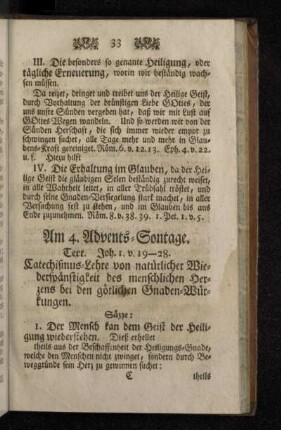 33
III. Die besonders so genante Heiligung, oder
tägliche Erneuerung, worin wir beständig wach-
sen müssen.
Da reizet, dringet und treibet uns der Heilige Geist,
durch Vorhaltung der brünstigen Liebe GOttes, der
uns unsre Sünden vergeben hat, daß wir mit Lust auf
GOttes Wegen wandeln. Und so werden wir von der
Sünden Herschaft, die sich immer wieder empor zu
schwingen suchet, alle Tage mehr und mehr in Glau-
bens-Kraft gereiniget. Röm. 6. v. 12. 13. Eph. 4. v. 22.
u. f. Hiezu hilft
IV. Die Erhaltung im Glauben, da der Hei-
lige Geist die gläubigen Selen beständig zurecht weiset,
in alle Wahrheit leitet, in aller Trübsahl tröstet, und
durch seine Gnaden-Versiegelung stark machet, in aller
Versuchung fest zu stehen, und im Glauben bis ans
Ende zuzunehmen. Röm. 8. v. 38. 39. 1. Pet. 1. v. 5.
Am 4. Advents-Sontage.
Text. Joh. 1. v. 19—28.
Catechismus-Lehre von natürlicher Wie-
derspänstigkeit des menschlichen Her-
zens bei den götlichen Gnaden-Wür-
kungen.
Säzze:
1. Der Mensch kan dem Geist der Heili-
gung wiederstehen. Dieß erhellet
theils aus der Beschaffenheit der Heiligungs-Gnade,
welche den Menschen nicht zwinget, sondern durch Be-
weggründe sein Herz zu gewinnen suchet:
C theils